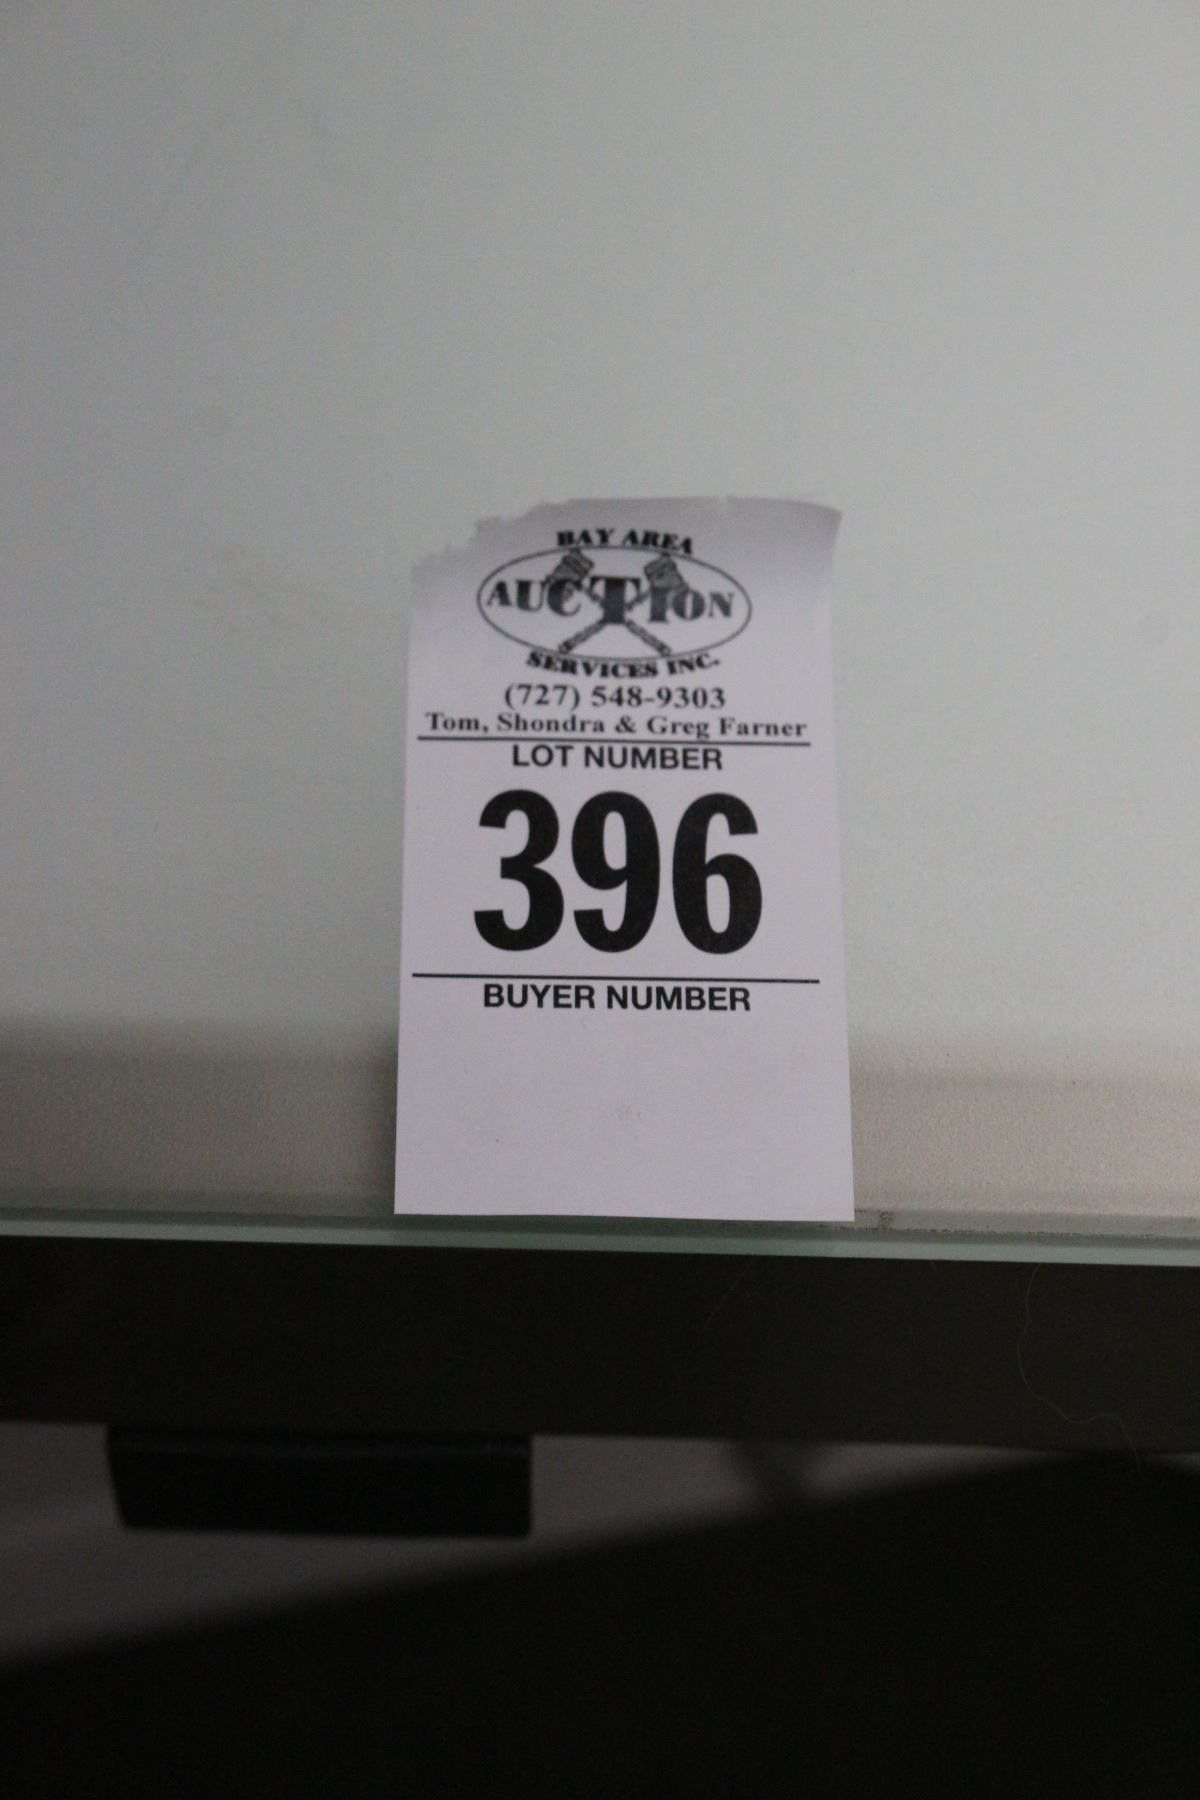 BAY AREA
AUCTION
SERVICES INC.
(727) 548-9303
Tom, Shondra & Greg Farner
LOT NUMBER
396
BUYER NUMBER